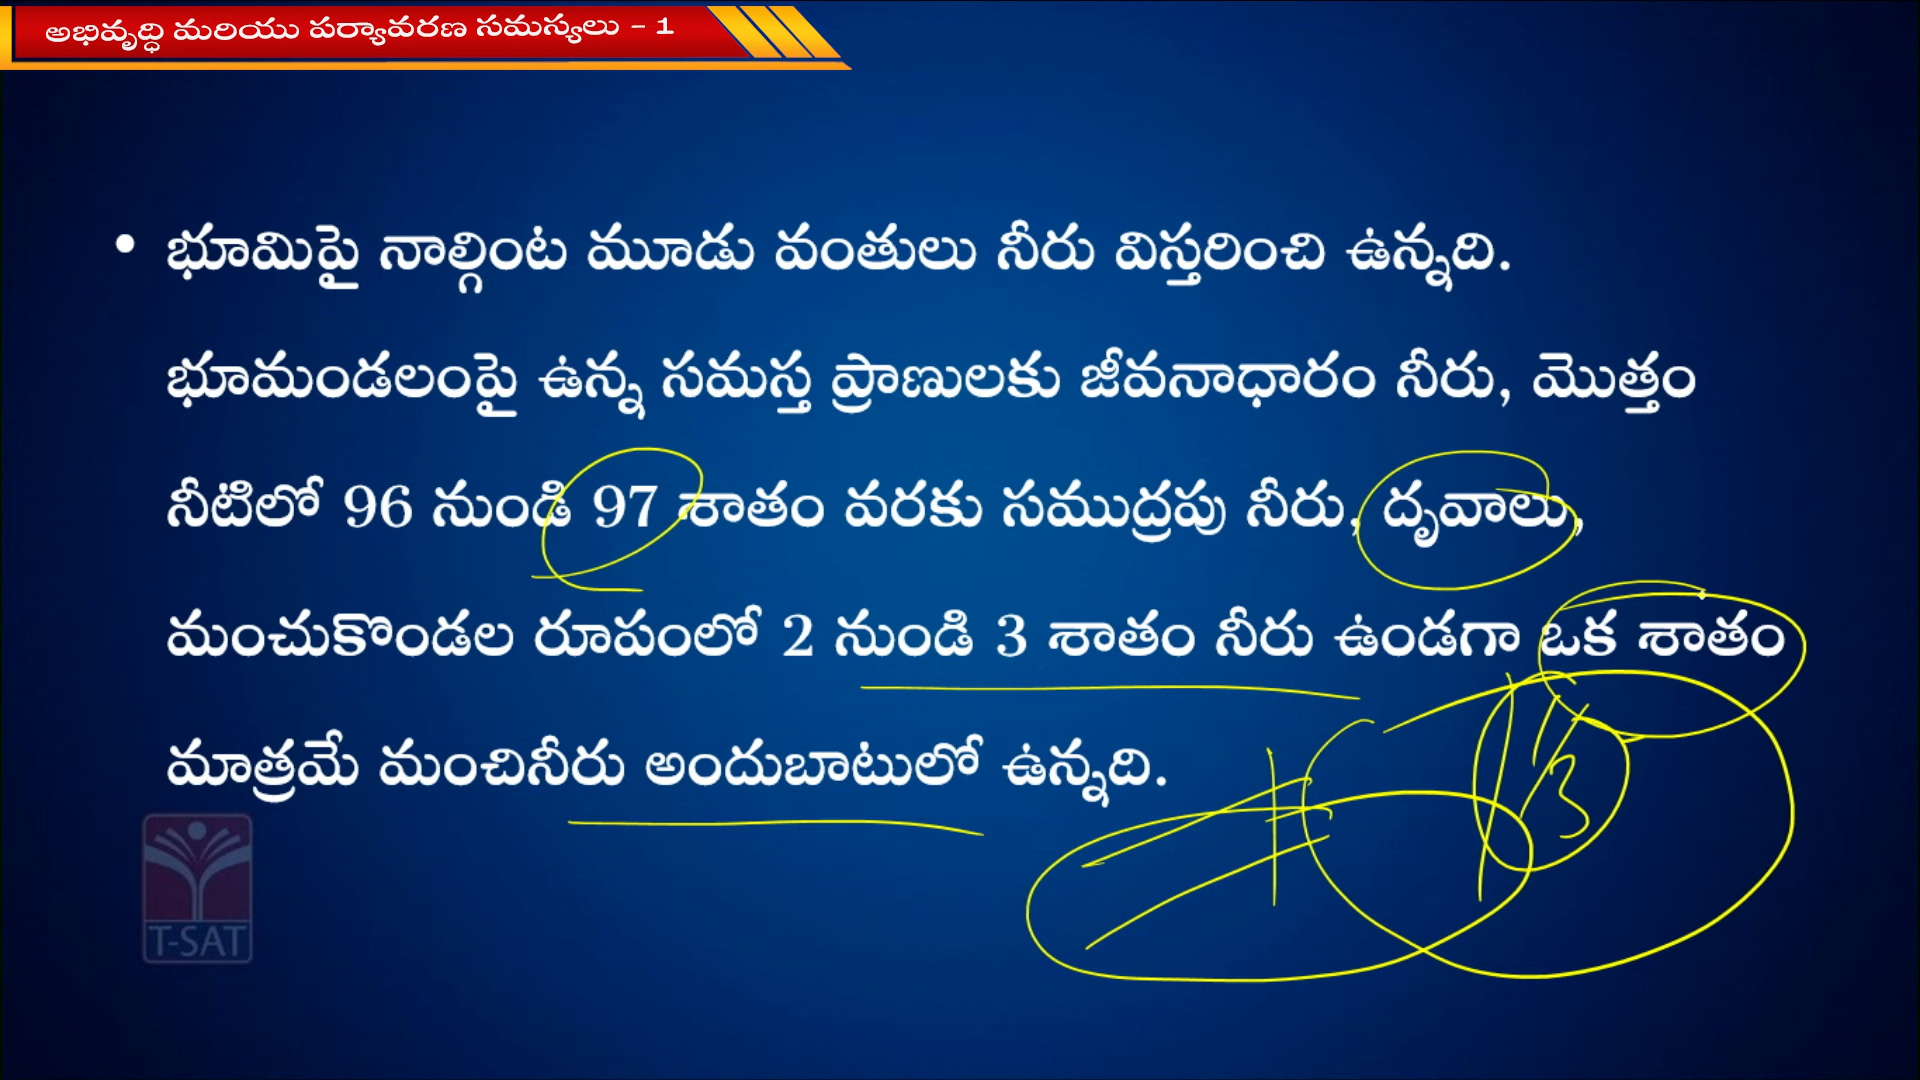 అభివృద్ధి మరియు పర్యావరణ సమస్యలు - 1
• భూమిపై నాల్గింట మూడు వంతులు నీరు విస్తరించి ఉన్నది.
భూమండలంపై ఉన్న సమస్త ప్రాణులకు జీవనాధారం నీరు, మొత్తం
నీటిలో 96 నుండి 97 శాతం వరకు సముద్రపు నీరు, దృవాలు,
మంచుకొండల రూపంలో 2 నుండి 3 శాతం నీరు ఉండగా ఒక శాతం
మాత్రమే మంచినీరు అందుబాటులో ఉన్నది.
T-SAT